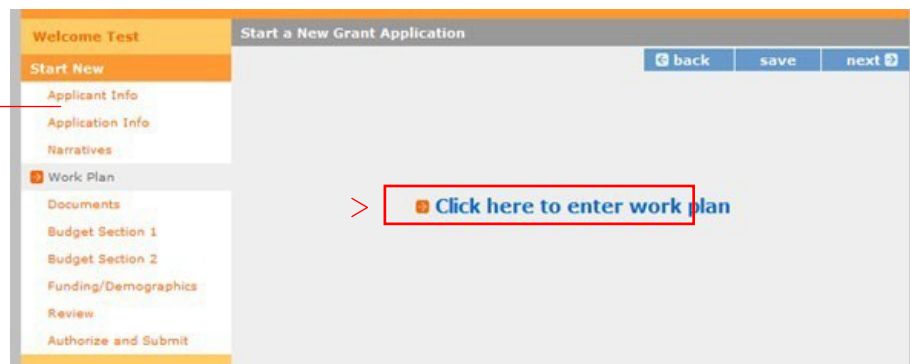 Welcome Test
Start a New Grant Application
back save next
Start New
Applicant Info
Application Info
Narratives
Work Plan
Documents
> Click here to enter work plan
Budget Section 1
Budget Section 2
Funding/Demographics
Review
Authorize and Submit